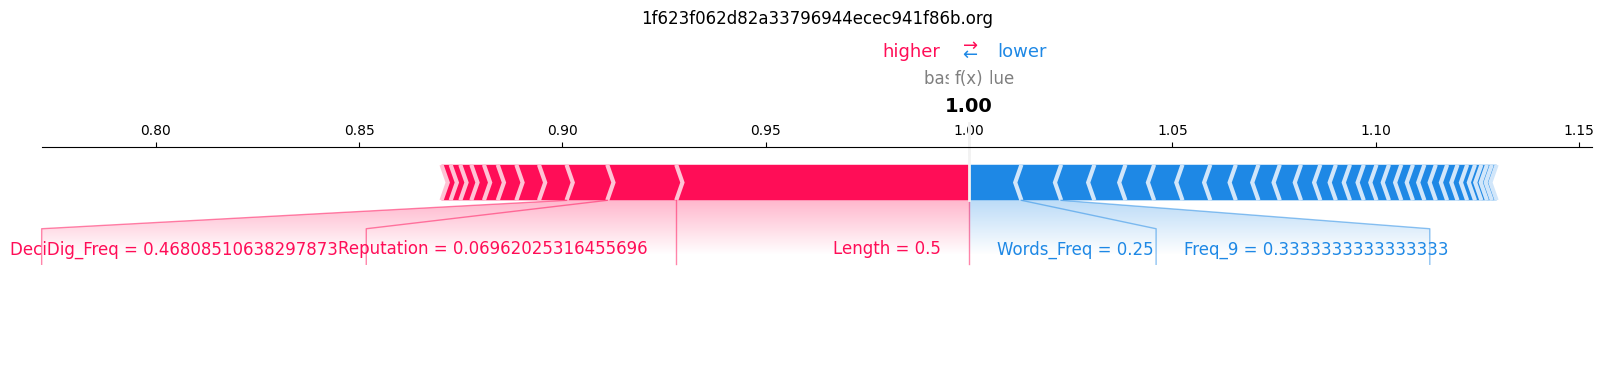 1f623f062d82a33796944ecec941f86b.org
higher ⇄ lower
bas f(x) lue
1.00
0.80 0.85 0.90 0.95 1.00 1.05 1.10 1.15
DeciDig_Freq = 0.46808510638297873 Reputation = 0.06962025316455696 Length = 0.5 Words_Freq = 0.25 Freq_9 = 0.3333333333333333